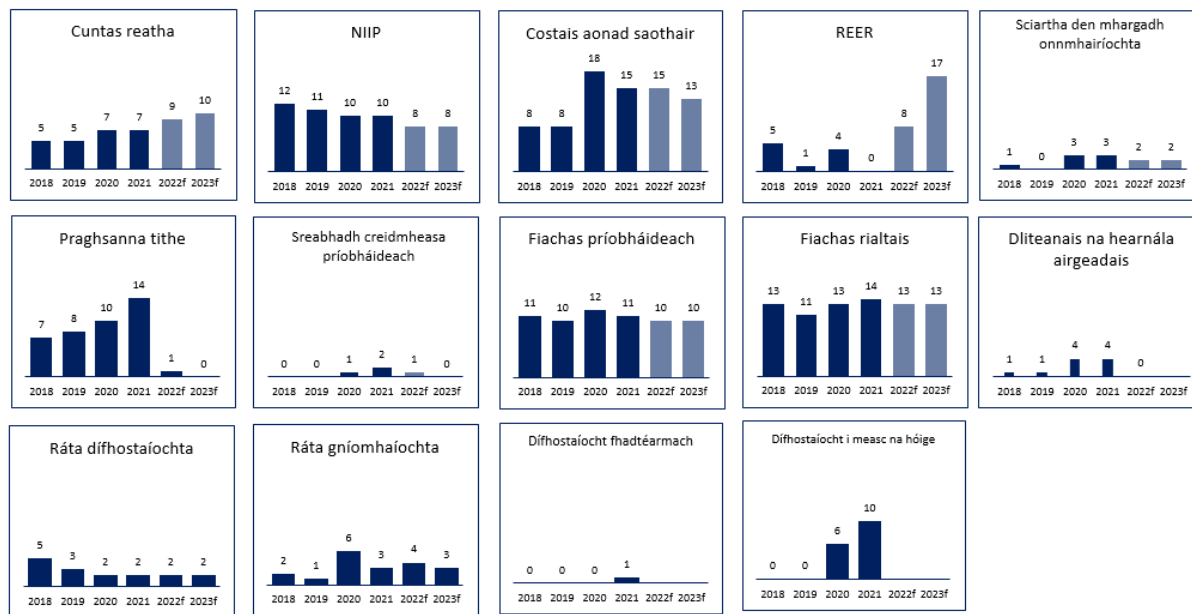 Cuntas reatha
5 5 7 7 9 10
2018 2019 2020 2021 2022f 2023f
NIIP
12 11 10 10 8 8
2018 2019 2020 2021 2022f 2023f
Costais aonad saothair
8 8 18 15 15 13
2018 2019 2020 2021 2022f 2023f
REER
5 1 4 0 8 17
2018 2019 2020 2021 2022f 2023f
Sciartha den mhargadh
onnmhairíochta
1 0 3 3 2 2
2018 2019 2020 2021 2022f 2023f
Praghsanna tithe
7 8 10 14 1 0
2018 2019 2020 2021 2022f 2023f
Sreabhadh creidmheasa
príobháideach
0 0 1 2 1 0
2018 2019 2020 2021 2022f 2023f
Fiachas príobháideach
11 10 12 11 10 10
2018 2019 2020 2021 2022f 2023f
Fiachas rialtais
13 11 13 14 13 13
2018 2019 2020 2021 2022f 2023f
Dliteanais na hearnála
airgeadais
1 1 4 4 0
2018 2019 2020 2021 2022f 2023f
Ráta dífhostaíochta
5 3 2 2 2 2
2018 2019 2020 2021 2022f 2023f
Ráta gníomhaíochta
2 1 6 3 4 3
2018 2019 2020 2021 2022f 2023f
Dífhostaíocht fhadtéarmach
0 0 0 1
2018 2019 2020 2021 2022f 2023f
Dífhostaíocht i measc na hóige
0 0 6 10
2018 2019 2020 2021 2022f 2023f